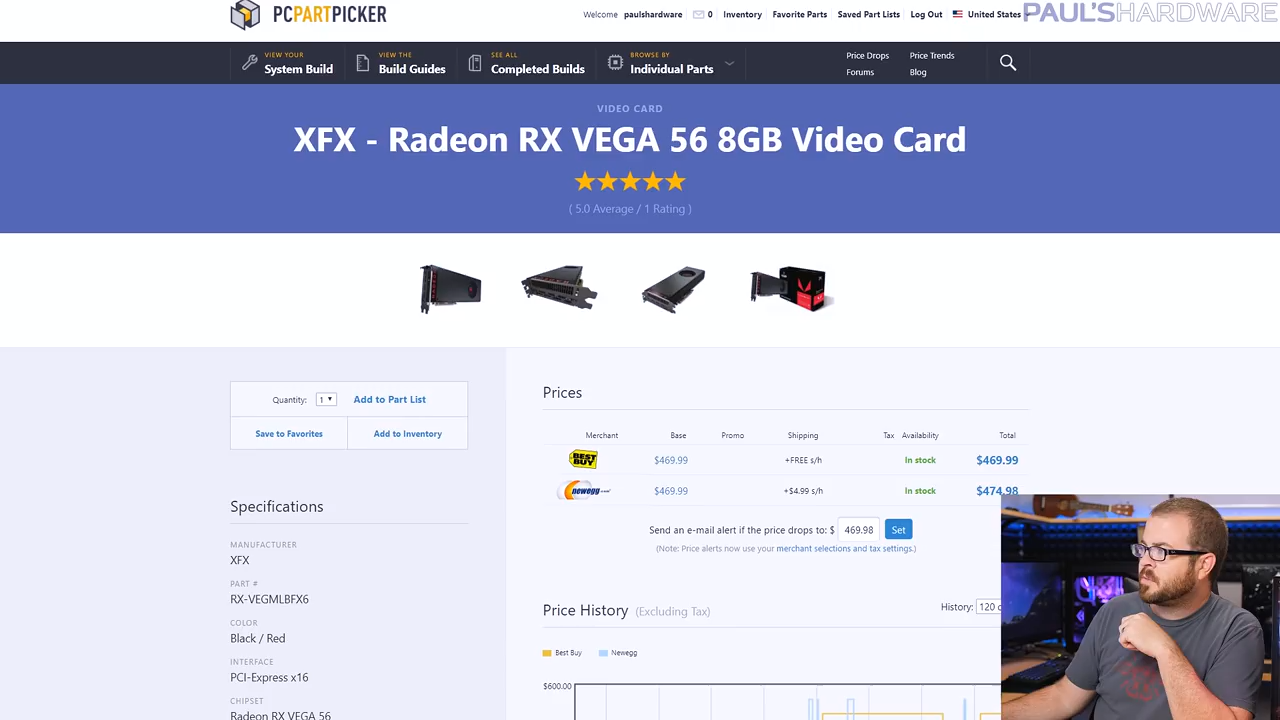 PCPARTPICKER
Welcome paulshardware 0 Inventory Favorite Parts Saved Part Lists Log Out United States
PAUL'SHARDWARE
VIEW YOUR
System Build
VIEW THE
Build Guides
SEE ALL
Completed Builds
BROWSE BY
Individual Parts
Price Drops Price Trends
Forums Blog
VIDEO CARD
XFX - Radeon RX VEGA 56 8GB Video Card
( 5.0 Average / 1 Rating )
Quantity: 1 Add to Part List
Save to Favorites Add to Inventory
Specifications
MANUFACTURER
XFX
PART #
RX-VEGMLBFX6
COLOR
Black / Red
INTERFACE
PCI-Express x16
CHIPSET
Radeon RX VEGA 56
Prices
Merchant Base Promo Shipping Tax Availability Total
BEST BUY $469.99 +FREE s/h In stock $469.99
newegg $469.99 +$4.99 s/h In stock $474.98
Send an e-mail alert if the price drops to: $ 469.98 Set
(Note: Price alerts now use your merchant selections and tax settings.)
Price History (Excluding Tax)
History: 120
Best Buy Newegg
$600.00